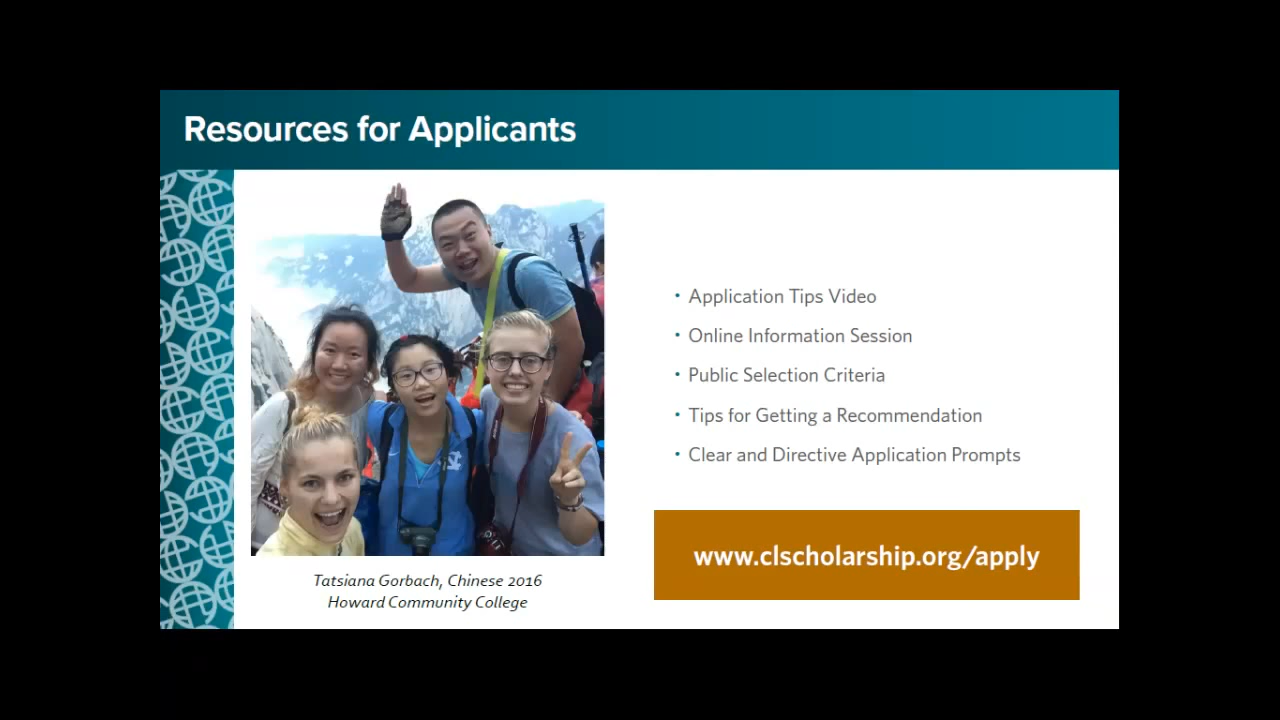 Resources for Applicants
• Application Tips Video
• Online Information Session
• Public Selection Criteria
• Tips for Getting a Recommendation
• Clear and Directive Application Prompts
www.clscholarship.org/apply
Tatsiana Gorbach, Chinese 2016
Howard Community College